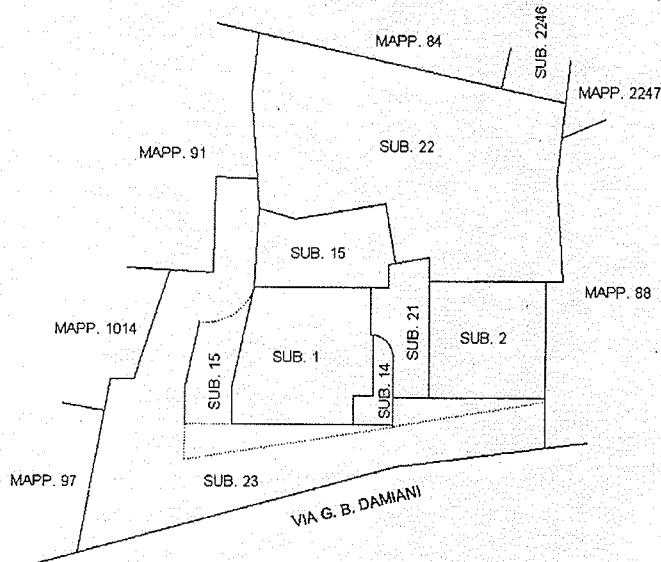 MAPP. 84
SUB. 2246
MAPP. 2247
MAPP. 91
SUB. 22
SUB. 15
MAPP. 88
MAPP. 1014
SUB. 15
SUB. 1
SUB. 14
SUB. 21
SUB. 2
MAPP. 97
SUB. 23
VIA G. B. DAMIANI